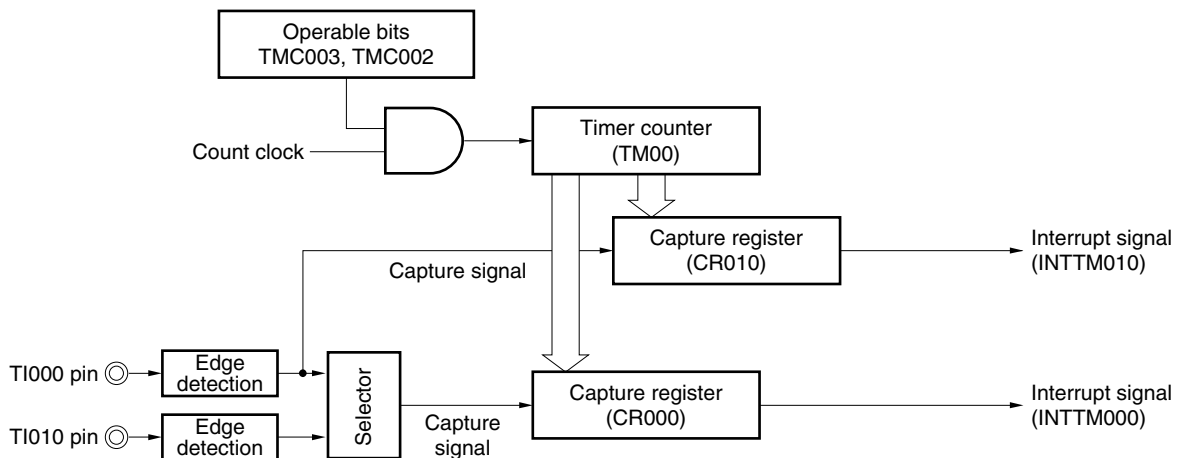 Operable bits
TMC003, TMC002
Count clock
Timer counter
(TM00)
Capture register
(CR010)
Interrupt signal
(INTTM010)
Capture signal
TI000 pin
Edge
detection
Selector
Capture register
(CR000)
Interrupt signal
(INTTM000)
TI010 pin
Edge
detection
Capture
signal